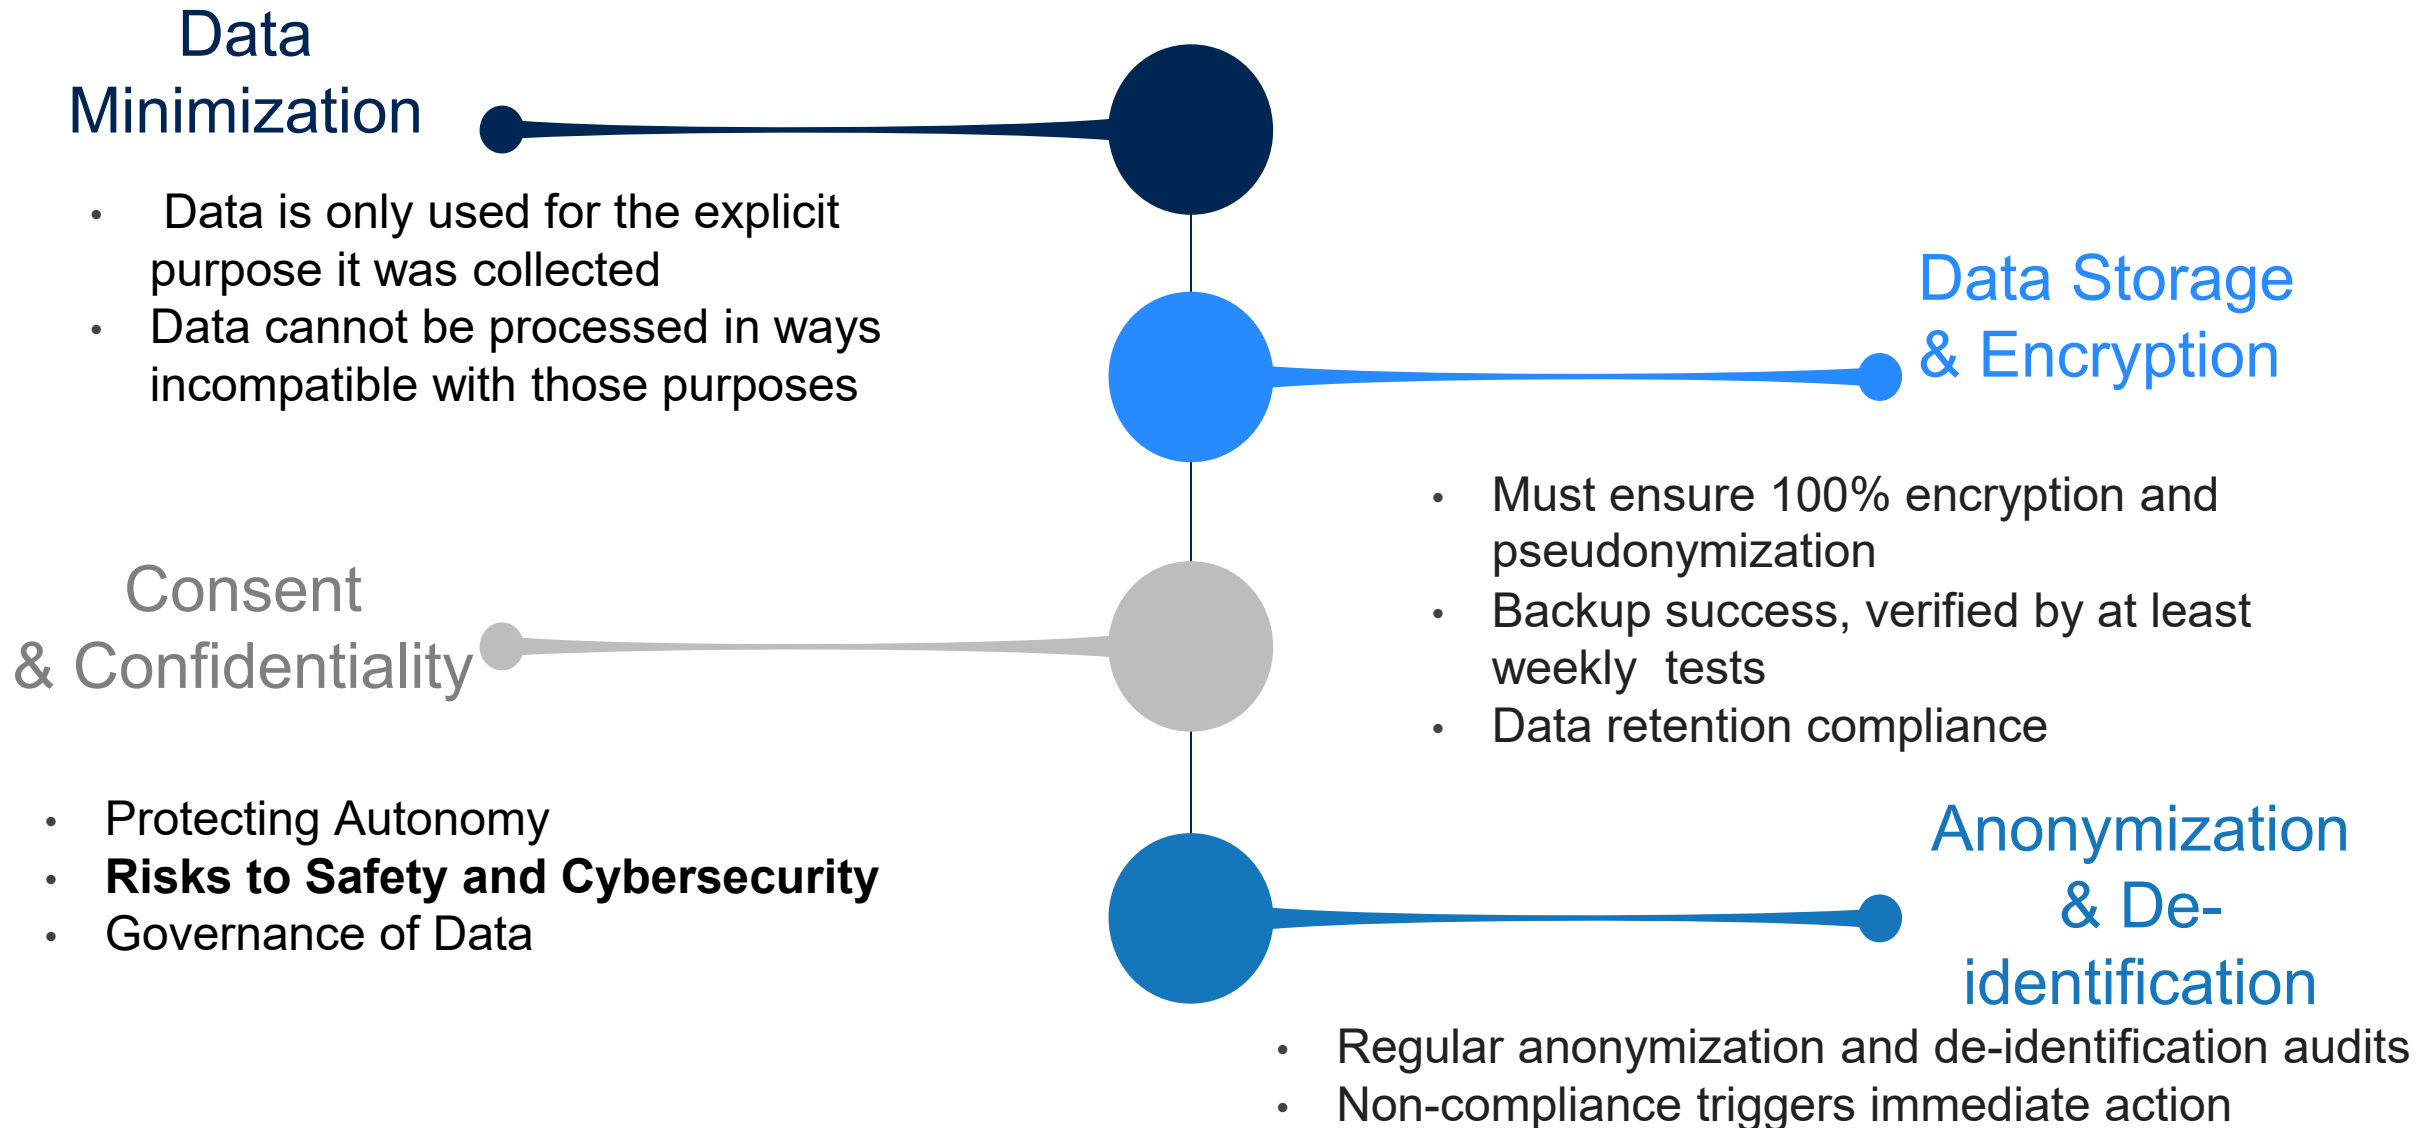 Data
Minimization
• Data is only used for the explicit
purpose it was collected
• Data cannot be processed in ways
incompatible with those purposes
Data Storage
& Encryption
• Must ensure 100% encryption and
pseudonymization
• Backup success, verified by at least
weekly  tests
• Data retention compliance
Consent
& Confidentiality
• Protecting Autonomy
• Risks to Safety and Cybersecurity
• Governance of Data
Anonymization
& De-
identification
• Regular anonymization and de-identification audits
• Non-compliance triggers immediate action